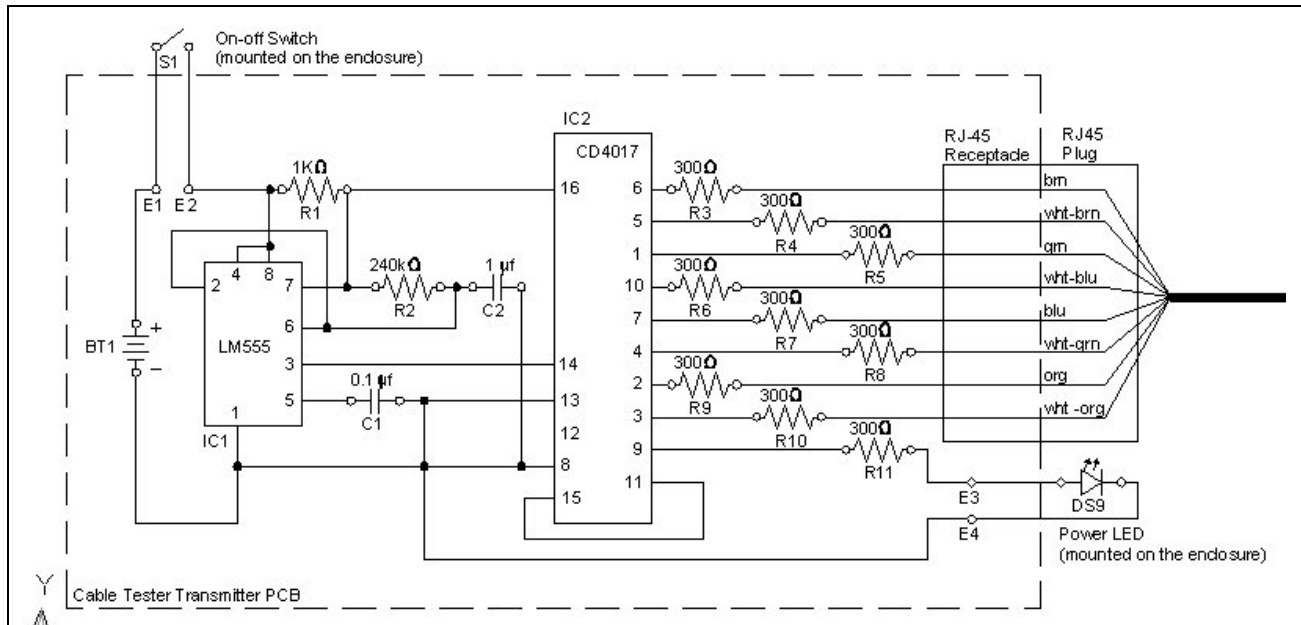 On-off Switch
(mounted on the enclosure)
S1
IC2
CD4017
RJ-45
Receptacle
RJ45
Plug
1KΩ
R1
E1
E2
16
6
300Ω
R3
brn
5
300Ω
R4
wht-brn
1
300Ω
R5
grn
4
8
2
7
240kΩ
R2
1 µf
C2
10
300Ω
R6
wht-blu
6
7
300Ω
R7
blu
BT1
+
−
LM555
3
14
4
300Ω
R8
wht-grn
5
0.1 µf
C1
13
2
300Ω
R9
org
1
IC1
12
3
300Ω
R10
wht -org
8
9
300Ω
R11
15
11
E3
E4
DS9
Power LED
(mounted on the enclosure)
Y
Cable Tester Transmitter PCB